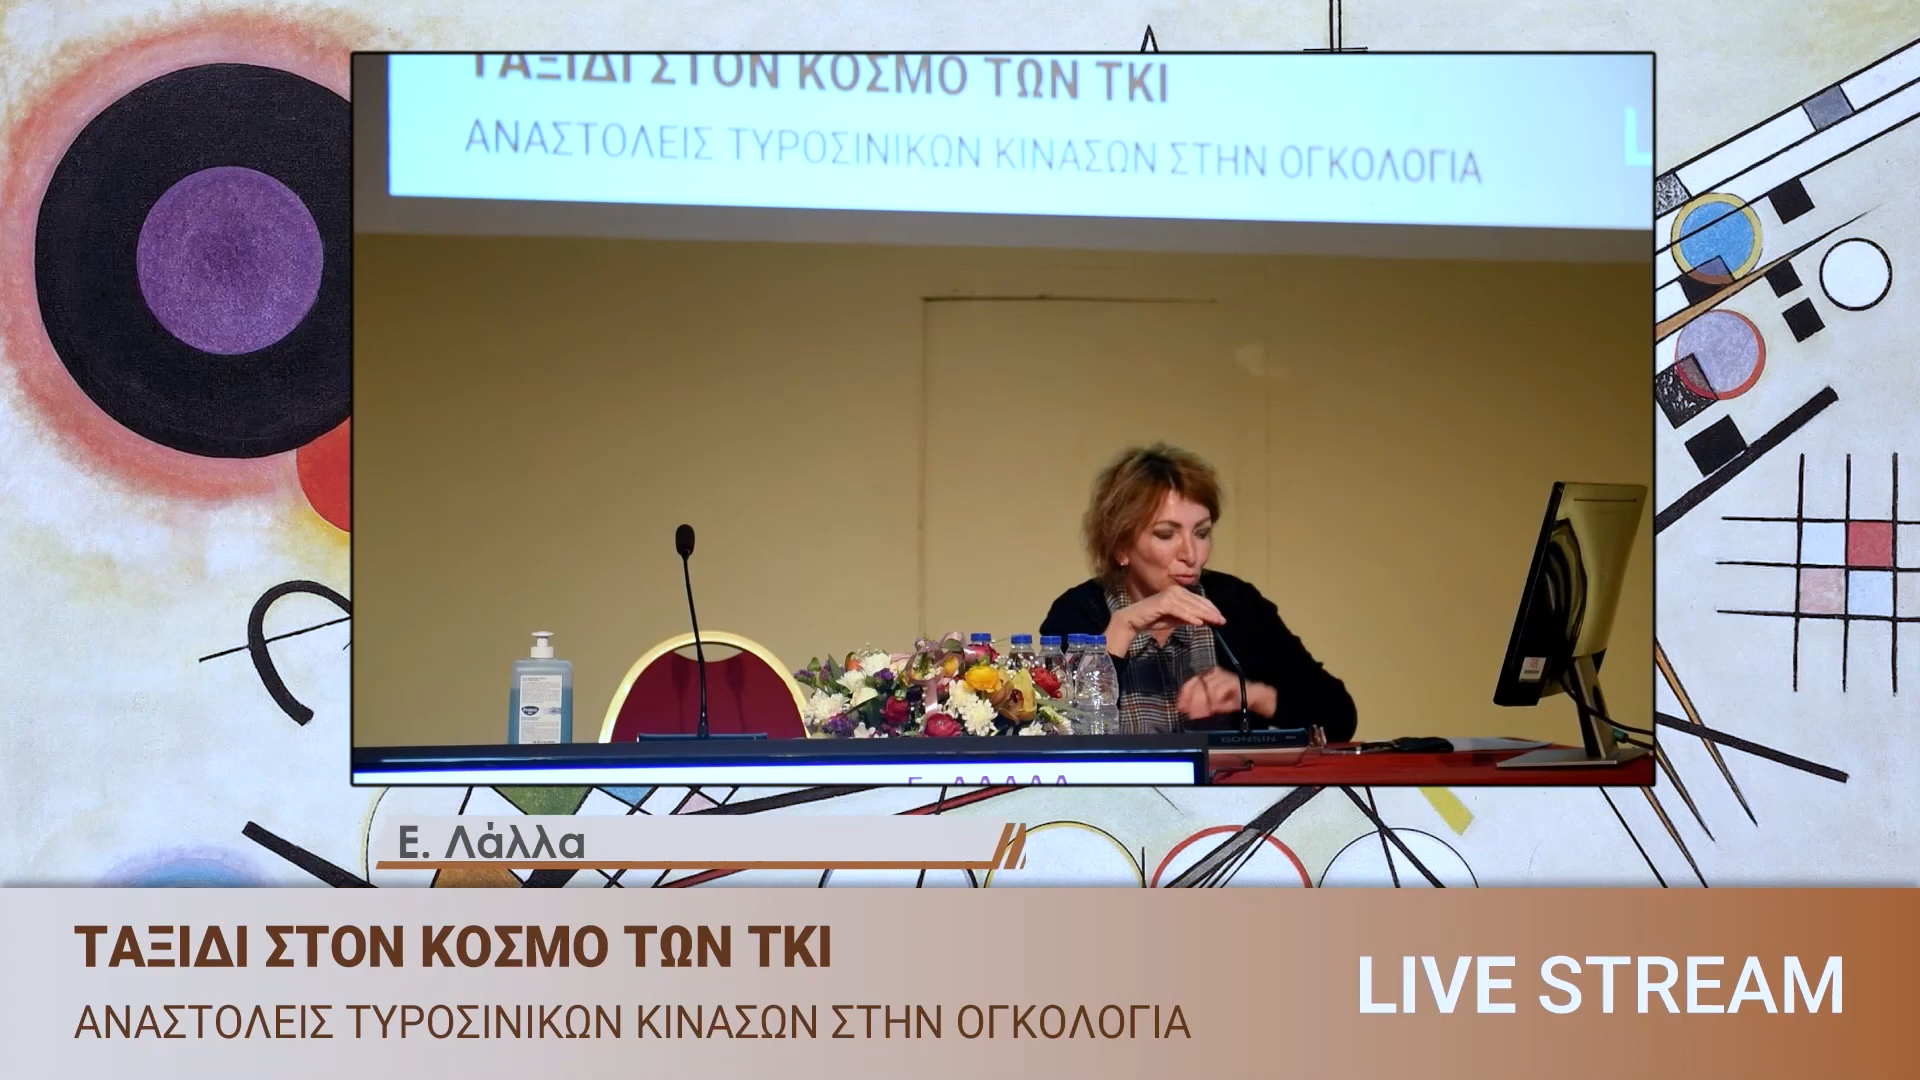 ΤΑΞΙΔΙ ΣΤΟΝ ΚΟΣΜΟ ΤΩΝ ΤΚΙ
ΑΝΑΣΤΟΛΕΙΣ ΤΥΡΟΣΙΝΙΚΩΝ ΚΙΝΑΣΩΝ ΣΤΗΝ ΟΓΚΟΛΟΓΙΑ
GONSIN
Ε. Λάλλα
ΤΑΞΙΔΙ ΣΤΟΝ ΚΟΣΜΟ ΤΩΝ ΤΚΙ
ΑΝΑΣΤΟΛΕΙΣ ΤΥΡΟΣΙΝΙΚΩΝ ΚΙΝΑΣΩΝ ΣΤΗΝ ΟΓΚΟΛΟΓΙΑ
LIVE STREAM